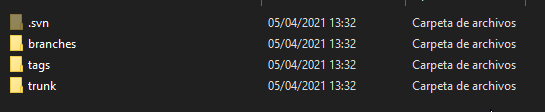 .svn 05/04/2021 13:32 Carpeta de archivos
branches 05/04/2021 13:32 Carpeta de archivos
tags 05/04/2021 13:32 Carpeta de archivos
trunk 05/04/2021 13:32 Carpeta de archivos